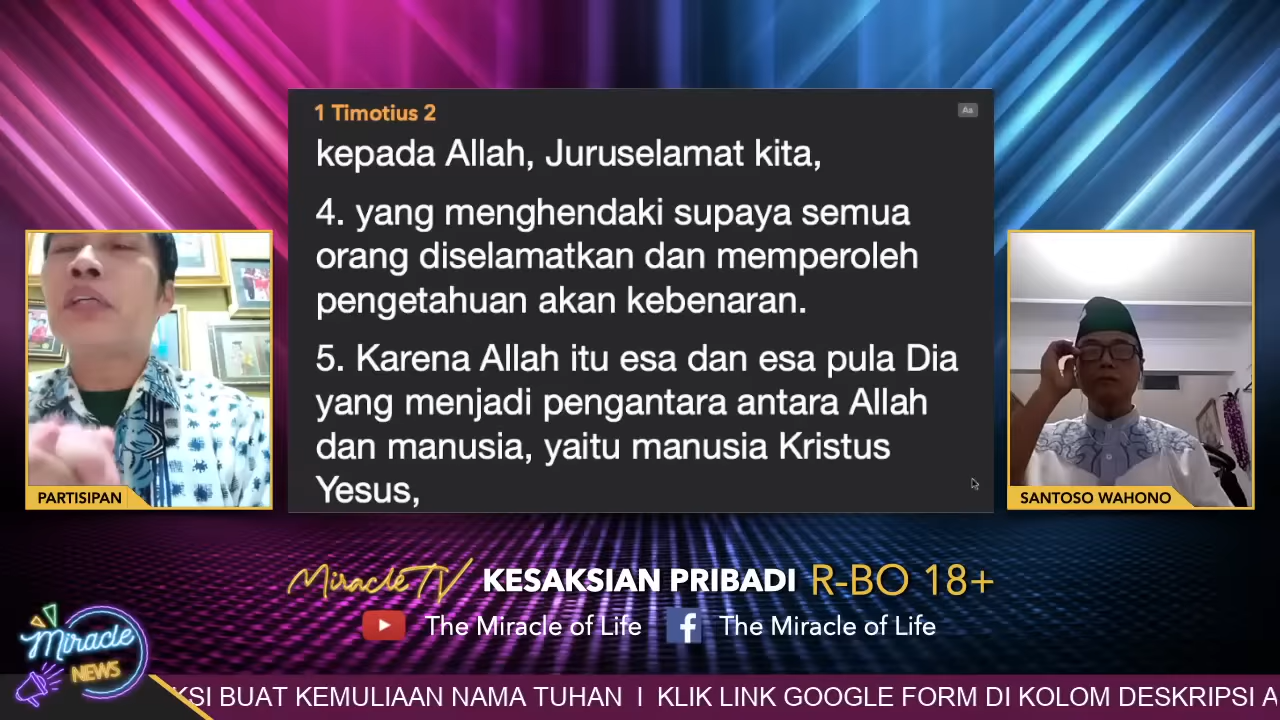 1 Timotius 2
Aa
kepada Allah, Juruselamat kita,
4. yang menghendaki supaya semua
orang diselamatkan dan memperoleh
pengetahuan akan kebenaran.
5. Karena Allah itu esa dan esa pula Dia
yang menjadi pengantara antara Allah
dan manusia, yaitu manusia Kristus
Yesus,
PARTISIPAN
SANTOSO WAHONO
Miracle TV KESAKSIAN PRIBADI R-BO 18+
The Miracle of Life f The Miracle of Life
Miracle
NEWS
KSI BUAT KEMULIAAN NAMA TUHAN I KLIK LINK GOOGLE FORM DI KOLOM DESKRIPSI A